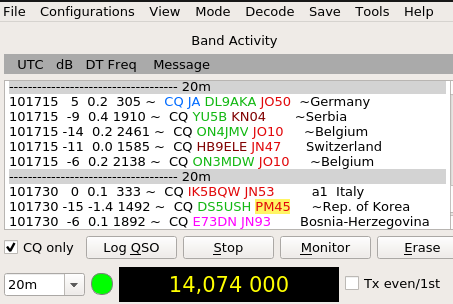 File Configurations View Mode Decode Save Tools Help
Band Activity
UTC dB DT Freq Message
---------------------------------- 20m
101715 5 0.2 305 ~ CQ JA DL9AKA JO50 ~Germany
101715 -9 0.4 1910 ~ CQ YU5B KN04 ~Serbia
101715 -14 0.2 2461 ~ CQ ON4JMV JO10 ~Belgium
101715 -11 0.0 1585 ~ CQ HB9ELE JN47 Switzerland
101715 -6 0.2 2138 ~ CQ ON3MDW JO10 ~Belgium
---------------------------------- 20m
101730 0 0.1 333 ~ CQ IK5BQW JN53 a1 Italy
101730 -15 -1.4 1492 ~ CQ DS5USH PM45 ~Rep. of Korea
101730 -6 0.1 1892 ~ CQ E73DN JN93 Bosnia-Herzegovina
CQ only Log QSO Stop Monitor Erase
20m 14,074 000 Tx even/1st